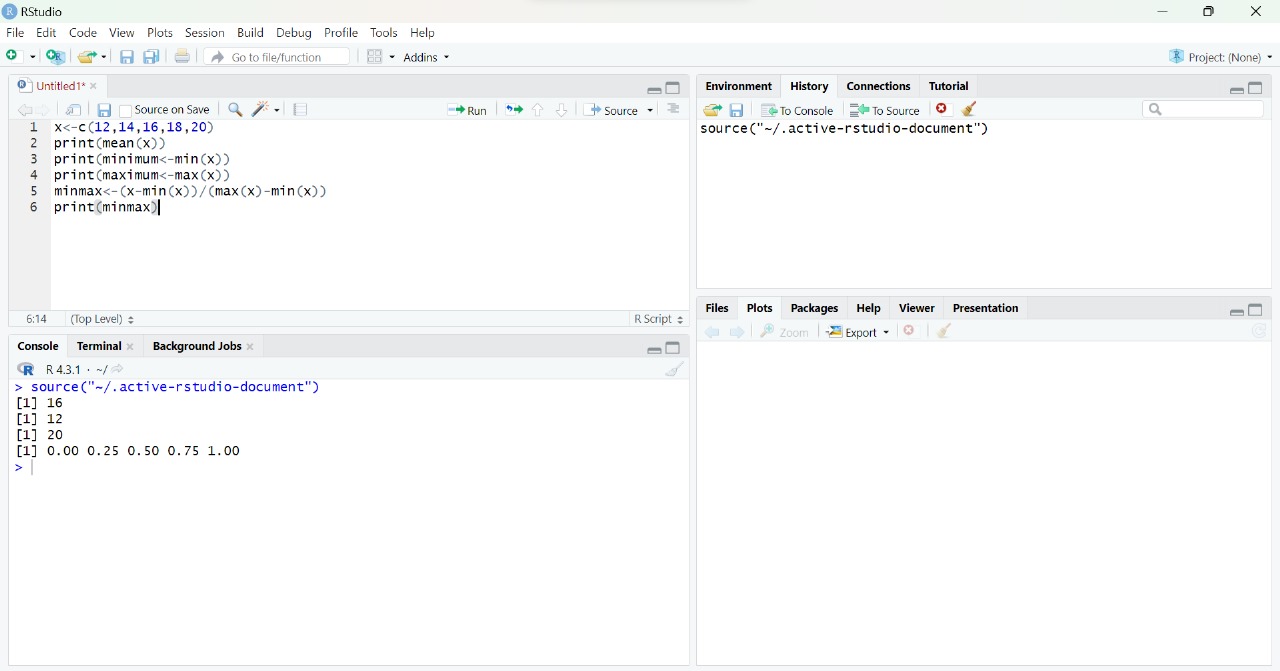 RStudio
File Edit Code View Plots Session Build Debug Profile Tools Help
Go to file/function Addins Project: (None)
Untitled1*
Source on Save Run Source
1 x<-c(12,14,16,18,20)
2 print(mean(x))
3 print(minimum<-min(x))
4 print(maximum<-max(x))
5 minmax<-(x-min(x))/(max(x)-min(x))
6 print(minmax)
6:14 (Top Level) R Script
Console Terminal Background Jobs
R 4.3.1 · ~/
> source("~/.active-rstudio-document")
[1] 16
[1] 12
[1] 20
[1] 0.00 0.25 0.50 0.75 1.00
>
Environment History Connections Tutorial
To Console To Source
source("~/.active-rstudio-document")
Files Plots Packages Help Viewer Presentation
Zoom Export